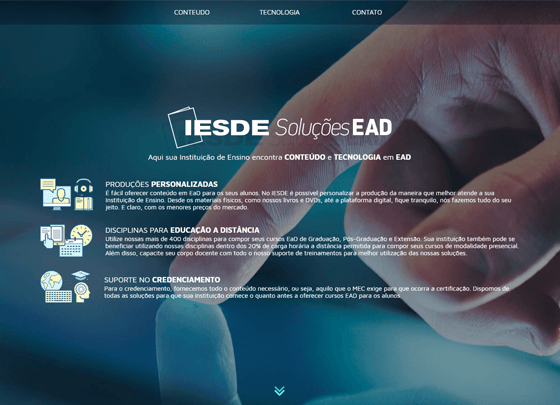 CONTEUDO TECNOLOGIA CONTATO
IESDE Soluções EAD
Aqui sua Instituição de Ensino encontra CONTEÚDO e TECNOLOGIA em EAD
PRODUÇÕES PERSONALIZADAS
É fácil oferecer conteúdo em EaD para os seus alunos. No IESDE é possível personalizar a produção da maneira que melhor atende a sua
Instituição de Ensino. Desde os materiais físicos, como nossos livros e DVDs, até a plataforma digital, fique tranquilo, nós fazemos tudo do seu
jeito. E claro, com os menores preços do mercado.
DISCIPLINAS PARA EDUCAÇÃO A DISTÂNCIA
Utilize nossas mais de 400 disciplinas para compor seus cursos EaD de Graduação, Pós-Graduação e Extensão. Sua instituição também pode se
beneficiar utilizando nossas disciplinas dentro dos 20% de carga horária a distância permitida para compor seus cursos de modalidade presencial.
Além disso, capacite seu corpo docente com todo o nosso suporte de treinamentos para melhor utilização das nossas soluções.
SUPORTE NO CREDENCIAMENTO
Para o credenciamento, fornecemos todo o conteúdo necessário, ou seja, aquilo que o MEC exige para que ocorra a certificação. Dispomos de
todas as soluções para que sua instituição comece o quanto antes a oferecer cursos EAD para os alunos.